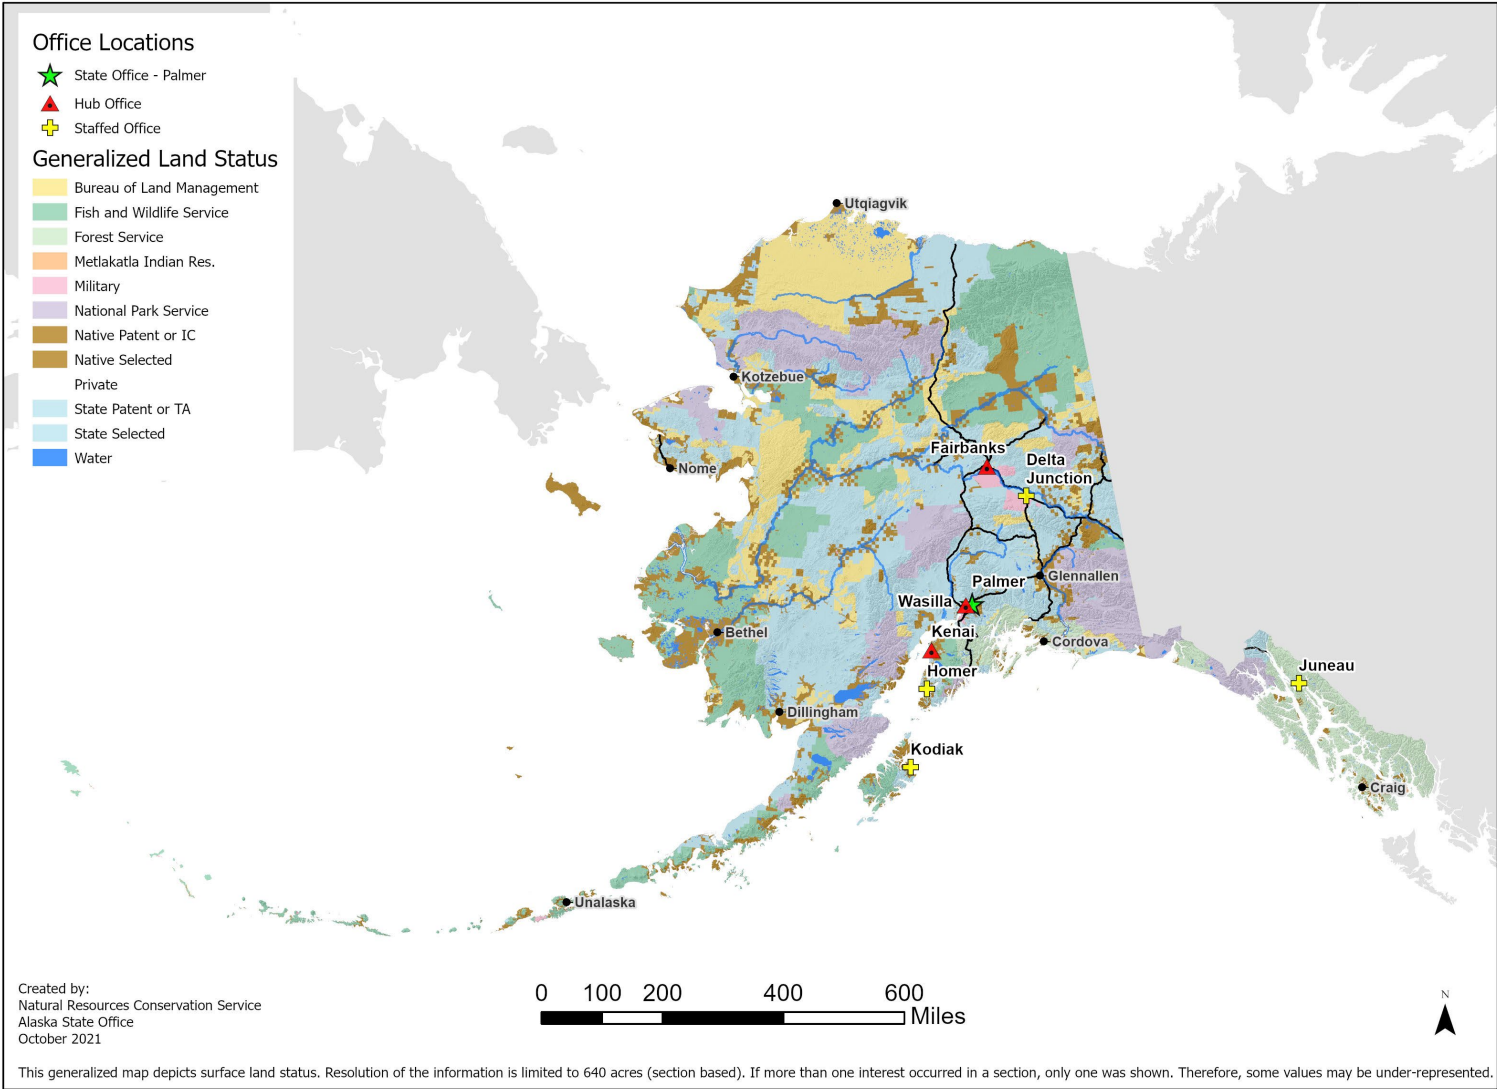 Office Locations
State Office - Palmer
Hub Office
Staffed Office
Generalized Land Status
Bureau of Land Management
Fish and Wildlife Service
Forest Service
Metlakatla Indian Res.
Military
National Park Service
Native Patent or IC
Native Selected
Private
State Patent or TA
State Selected
Water
Utqiagvik
Kotzebue
Nome
Fairbanks
Delta
Junction
Palmer
Glennallen
Wasilla
Kenai
Bethel
Cordova
Homer
Juneau
Dillingham
Kodiak
Craig
Unalaska
Created by:
Natural Resources Conservation Service
Alaska State Office
October 2021
0 100 200 400 600
Miles
N
This generalized map depicts surface land status. Resolution of the information is limited to 640 acres (section based). If more than one interest occurred in a section, only one was shown. Therefore, some values may be under-represented.